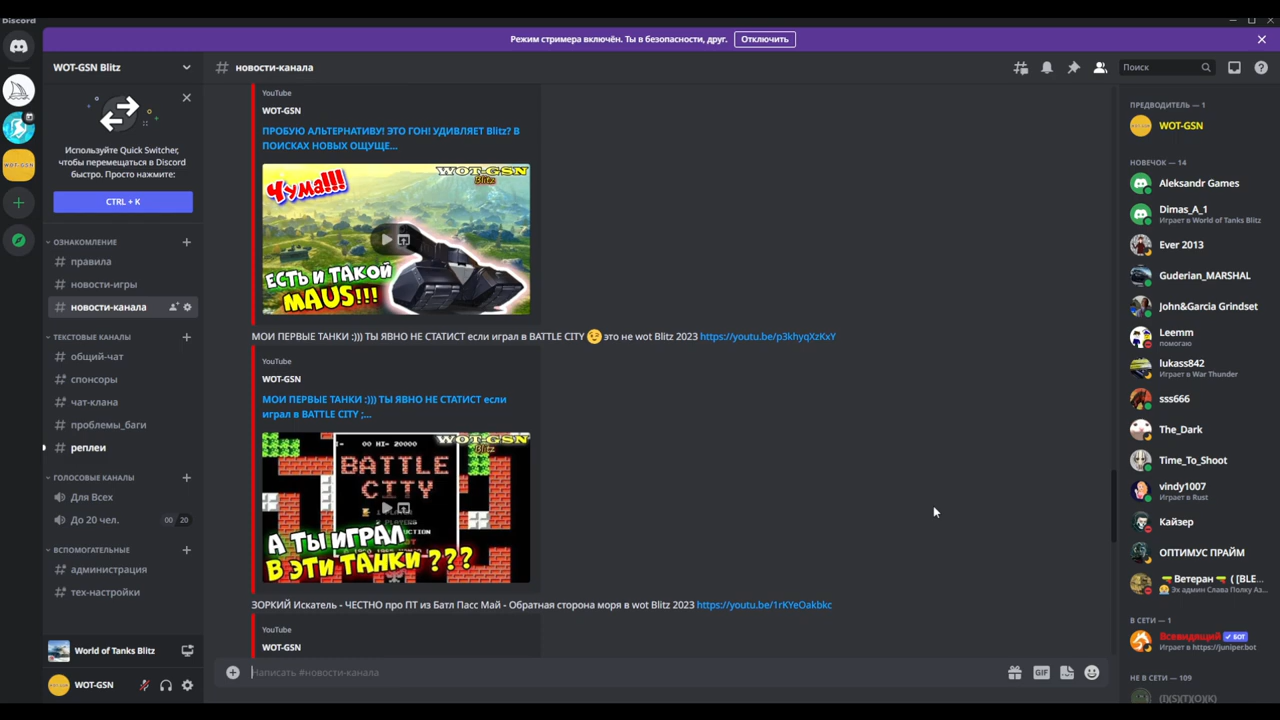 Discord
Режим стримера включён. Ты в безопасности, друг.
Отключить
WOT-GSN Blitz
Используйте Quick Switcher,
чтобы перемещаться в Discord
быстро. Просто нажмите:
CTRL + K
ОЗНАКОМЛЕНИЕ
правила
новости-игры
новости-канала
ТЕКСТОВЫЕ КАНАЛЫ
общий-чат
спонсоры
чат-клана
проблемы_баги
реплеи
ГОЛОСОВЫЕ КАНАЛЫ
Для Всех
До 20 чел.
00 20
ВСПОМОГАТЕЛЬНЫЕ
администрация
тех-настройки
World of Tanks Blitz
WOT-GSN
новости-канала
Поиск
YouTube
WOT-GSN
ПРОБУЮ АЛЬТЕРНАТИВУ! ЭТО ГОН! УДИВЛЯЕТ Blitz? В
ПОИСКАХ НОВЫХ ОЩУЩЕ...
WOT-GSN
Blitz
Чума!!!
ЕСТЬ И ТАКОЙ
MAUS!!!
МОИ ПЕРВЫЕ ТАНКИ :))) ТЫ ЯВНО НЕ СТАТИСТ если играл в BATTLE CITY 😉 это не wot Blitz 2023 https://youtu.be/p3khyqXzKxY
YouTube
WOT-GSN
МОИ ПЕРВЫЕ ТАНКИ :))) ТЫ ЯВНО НЕ СТАТИСТ если
играл в BATTLE CITY ;...
WOT-GSN
Blitz
I= 00 HI= 20000
BATTLE
CITY
А ТЫ ИГРАЛ
В ЭТИ ТАНКИ ???
ЗОРКИЙ Искатель - ЧЕСТНО про ПТ из Батл Пасс Май - Обратная сторона моря в wot Blitz 2023 https://youtu.be/1rKYeOakbkc
YouTube
WOT-GSN
Написать #новости-канала
GIF
ПРЕДВОДИТЕЛЬ — 1
WOT-GSN
НОВЕЧОК — 14
Aleksandr Games
Dimas_A_1
Играет в World of Tanks Blitz
Ever 2013
Guderian_MARSHAL
John&Garcia Grindset
Leemm
помогаю
lukass842
Играет в War Thunder
sss666
The_Dark
Time_To_Shoot
vindy1007
Играет в Rust
Кайзер
ОПТИМУС ПРАЙМ
Ветеран ( [BLE...
Эх админ Слава Полку Аз...
В СЕТИ — 1
Всевидящий БОТ
Играет в https://juniper.bot
НЕ В СЕТИ — 109
(I)(S)(T)(O)(K)